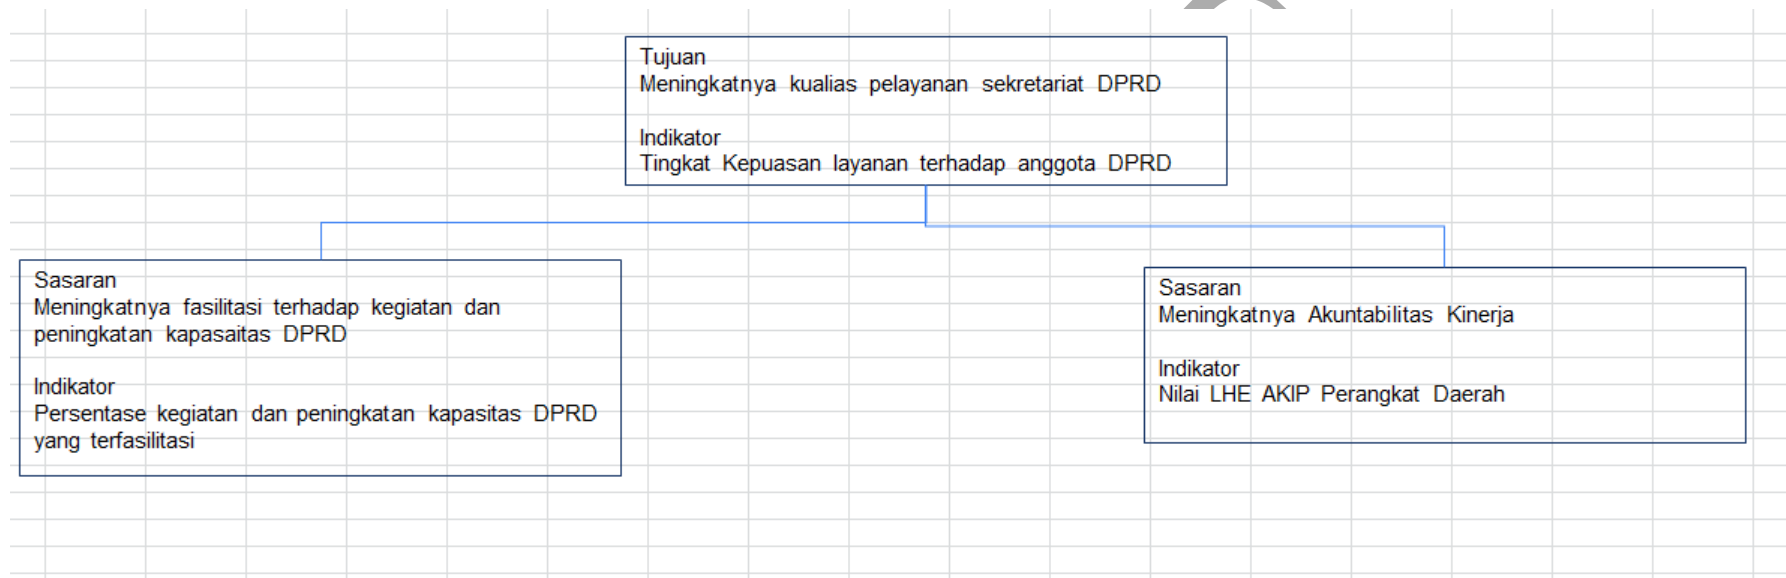 Tujuan
Meningkatnya kualias pelayanan sekretariat DPRD
Indikator
Tingkat Kepuasan layanan terhadap anggota DPRD
Sasaran
Meningkatnya fasilitasi terhadap kegiatan dan
peningkatan kapasaitas DPRD
Indikator
Persentase kegiatan dan peningkatan kapasitas DPRD
yang terfasilitasi
Sasaran
Meningkatnya Akuntabilitas Kinerja
Indikator
Nilai LHE AKIP Perangkat Daerah